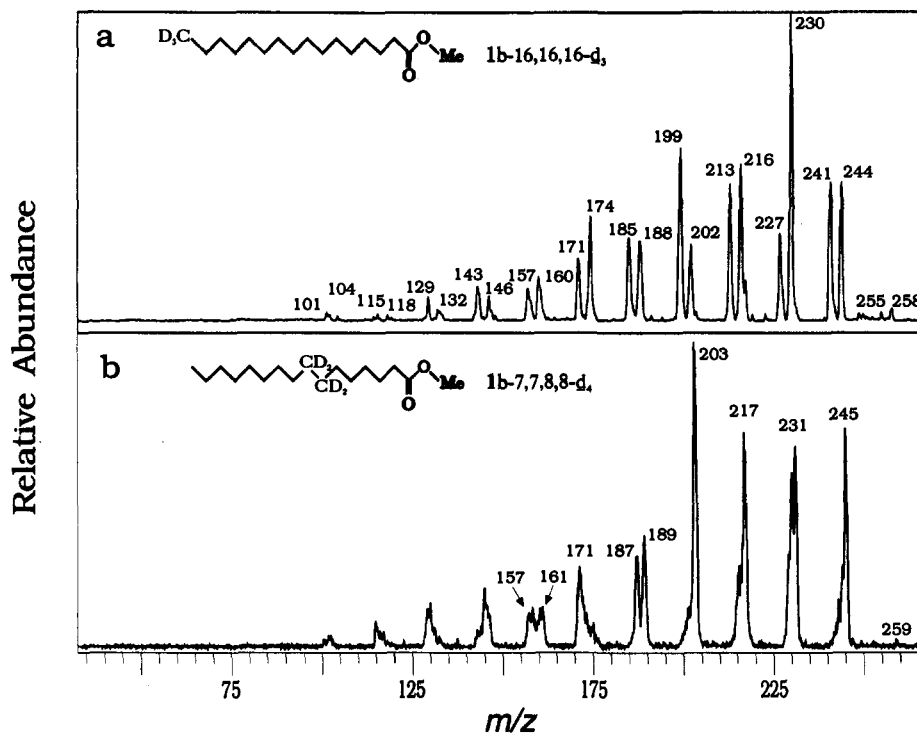 a
D₃C
O
Me
O
1b-16,16,16-d₃
230
199
213
216
241
244
174
185
188
202
227
171
143
157
160
129
146
101
104
115
118
132
255
258
b
CD₂
CD₂
O
Me
O
1b-7,7,8,8-d₄
203
217
231
245
187
189
171
157
161
259
75
125
175
225
m/z
Relative Abundance